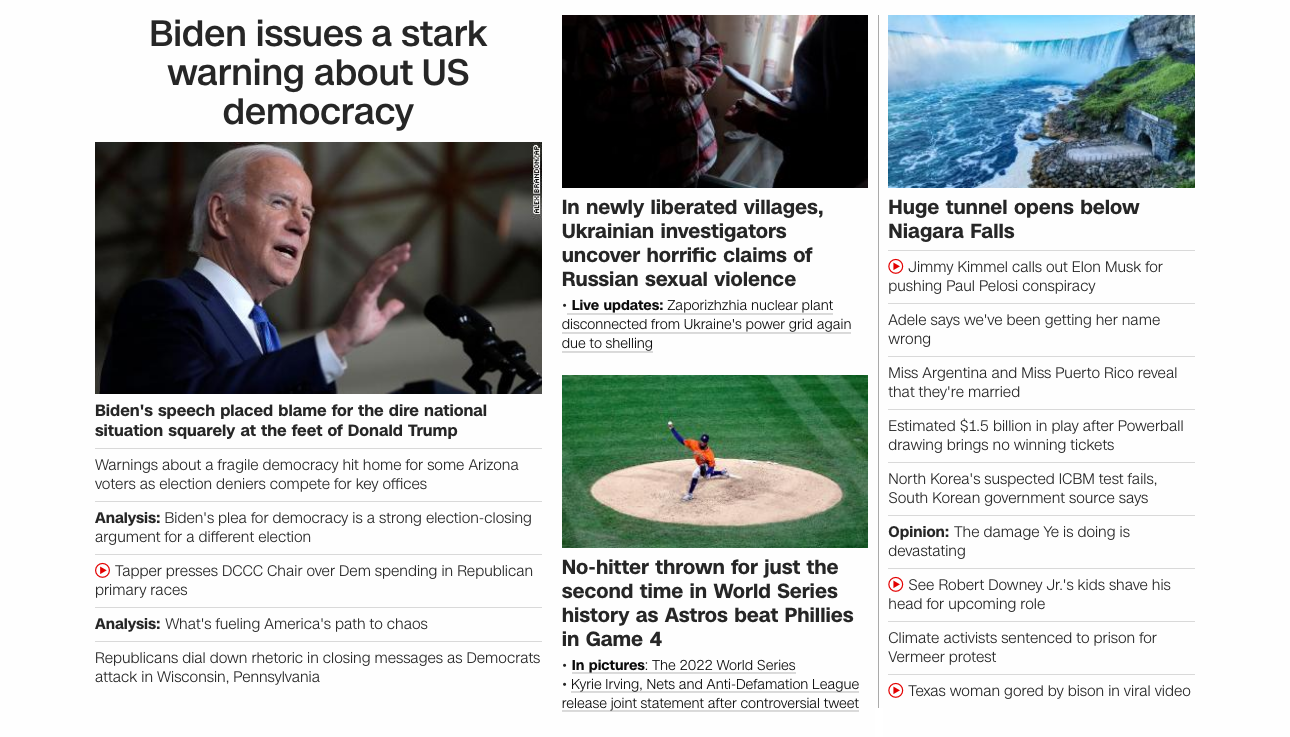 Biden issues a stark
warning about US
democracy
ALEX BRANDON/AP
Biden's speech placed blame for the dire national
situation squarely at the feet of Donald Trump
Warnings about a fragile democracy hit home for some Arizona
voters as election deniers compete for key offices
Analysis: Biden's plea for democracy is a strong election-closing
argument for a different election
Tapper presses DCCC Chair over Dem spending in Republican
primary races
Analysis: What's fueling America's path to chaos
Republicans dial down rhetoric in closing messages as Democrats
attack in Wisconsin, Pennsylvania
In newly liberated villages,
Ukrainian investigators
uncover horrific claims of
Russian sexual violence
• Live updates: Zaporizhzhia nuclear plant
disconnected from Ukraine's power grid again
due to shelling
No-hitter thrown for just the
second time in World Series
history as Astros beat Phillies
in Game 4
• In pictures: The 2022 World Series
• Kyrie Irving, Nets and Anti-Defamation League
release joint statement after controversial tweet
Huge tunnel opens below
Niagara Falls
Jimmy Kimmel calls out Elon Musk for
pushing Paul Pelosi conspiracy
Adele says we've been getting her name
wrong
Miss Argentina and Miss Puerto Rico reveal
that they're married
Estimated $1.5 billion in play after Powerball
drawing brings no winning tickets
North Korea's suspected ICBM test fails,
South Korean government source says
Opinion: The damage Ye is doing is
devastating
See Robert Downey Jr.'s kids shave his
head for upcoming role
Climate activists sentenced to prison for
Vermeer protest
Texas woman gored by bison in viral video